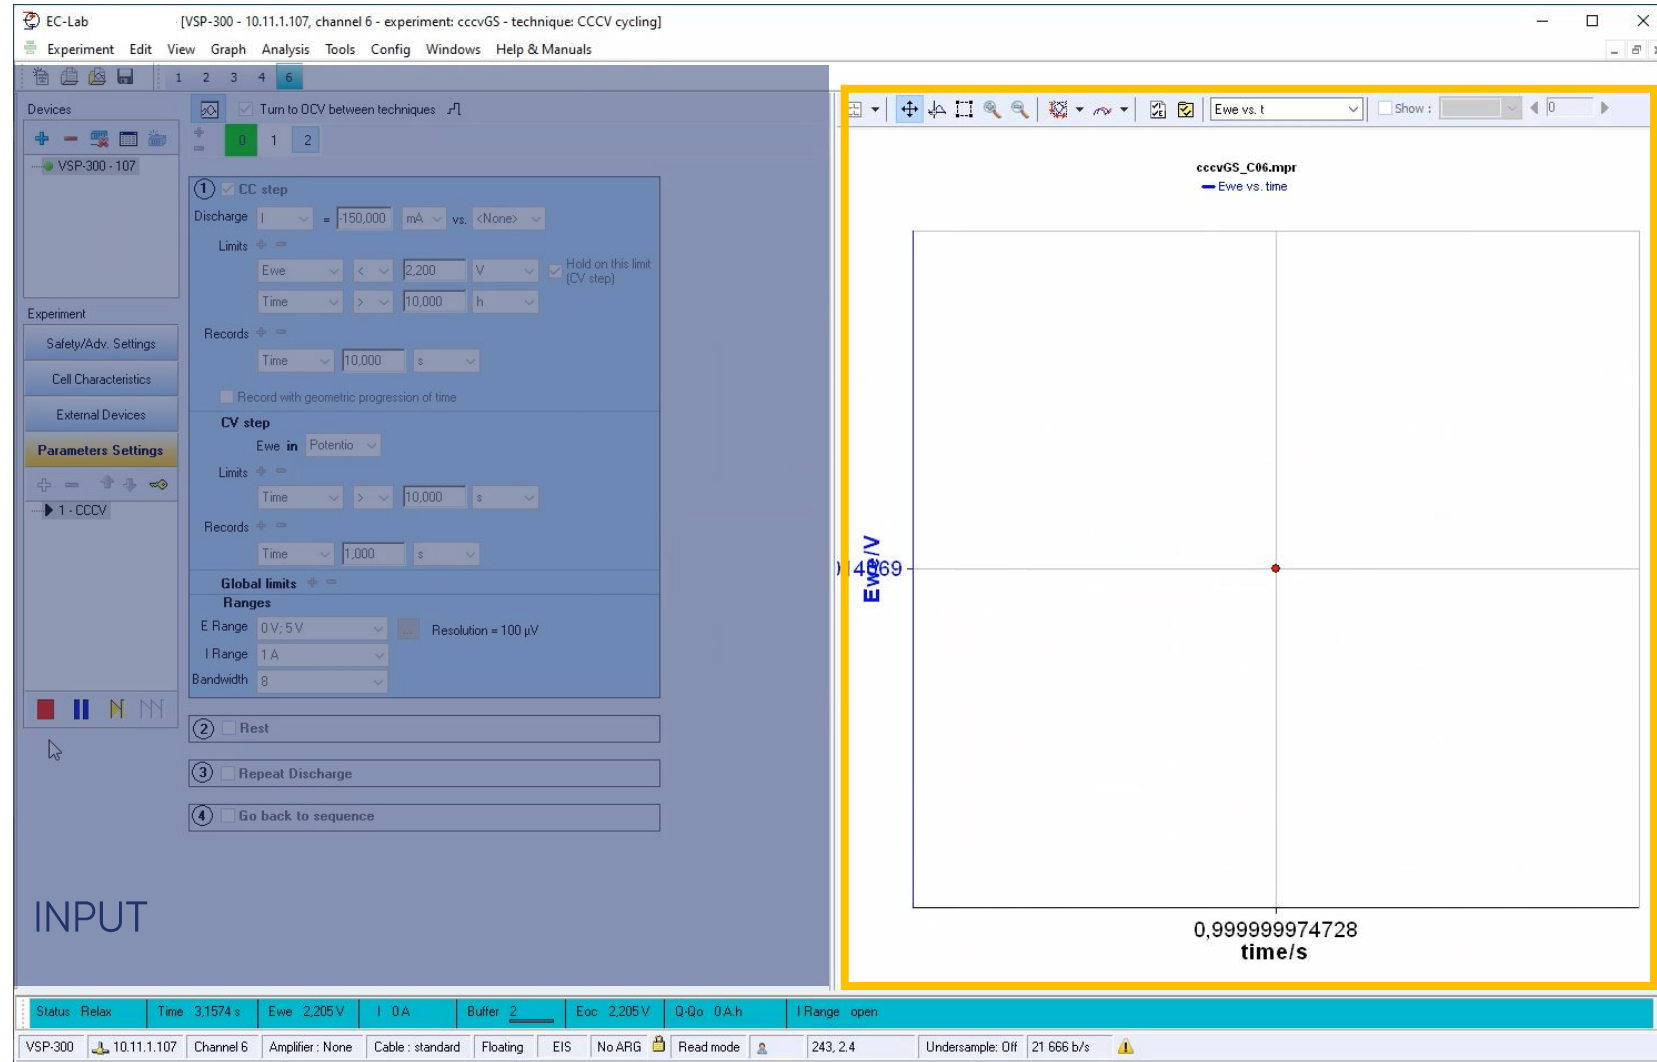 EC-Lab [VSP-300 - 10.11.1.107, channel 6 - experiment: cccvGS - technique: CCCV cycling]
Experiment Edit View Graph Analysis Tools Config Windows Help & Manuals
1 2 3 4 6
Devices
VSP-300 - 107
Experiment
Safety/Adv. Settings
Cell Characteristics
External Devices
Parameters Settings
1 - CCCV
Turn to OCV between techniques
0 1 2
1 CC step
Discharge I = -150,000 mA vs. <None>
Limits
Ewe < 2,200 V Hold on this limit
(CV step)
Time > 10,000 h
Records
Time 10,000 s
Record with geometric progression of time
CV step
Ewe in Potentio
Limits
Time > 10,000 s
Records
Time 1,000 s
Global limits
Ranges
E Range 0 V; 5 V ... Resolution = 100 µV
I Range 1 A
Bandwidth 8
2 Rest
3 Repeat Discharge
4 Go back to sequence
INPUT
Ewe vs. t Show : 0
cccvGS_C06.mpr
Ewe vs. time
Ewe/V
0,999999974728
time/s
Status Relax Time 3,1574 s Ewe 2,205 V I 0 A Buffer 2 Eoc 2,205 V Q-Qo 0 A.h I Range open
VSP-300 10.11.1.107 Channel 6 Amplifier : None Cable : standard Floating EIS No ARG Read mode 243, 2.4 Undersample: Off 21 666 b/s